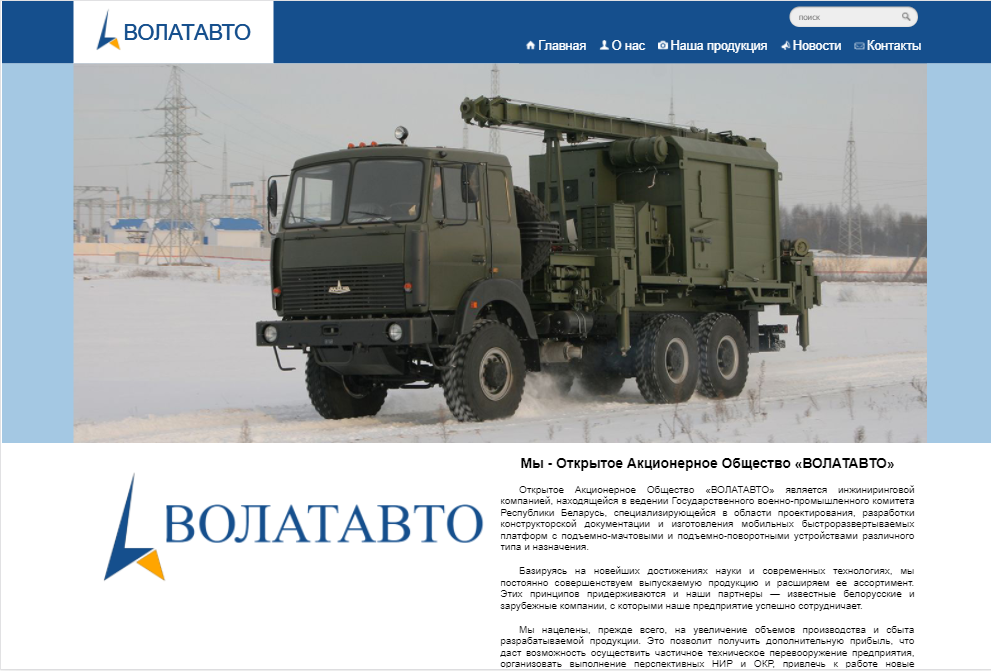 ВОЛАТАВТО
поиск
Главная О нас Наша продукция Новости Контакты
ВОЛАТАВТО
Мы - Открытое Акционерное Общество «ВОЛАТАВТО»
Открытое Акционерное Общество «ВОЛАТАВТО» является инжиниринговой
компанией, находящейся в ведении Государственного военно-промышленного комитета
Республики Беларусь, специализирующейся в области проектирования, разработки
конструкторской документации и изготовления мобильных быстроразвертываемых
платформ с подъемно-мачтовыми и подъемно-поворотными устройствами различного
типа и назначения.
Базируясь на новейших достижениях науки и современных технологиях, мы
постоянно совершенствуем выпускаемую продукцию и расширяем ее ассортимент.
Этих принципов придерживаются и наши партнеры — известные белорусские и
зарубежные компании, с которыми наше предприятие успешно сотрудничает.
Мы нацелены, прежде всего, на увеличение объемов производства и сбыта
разрабатываемой продукции. Это позволит получить дополнительную прибыль, что
даст возможность осуществить частичное техническое перевооружение предприятия,
организовать выполнение перспективных НИР и ОКР, привлечь к работе новые